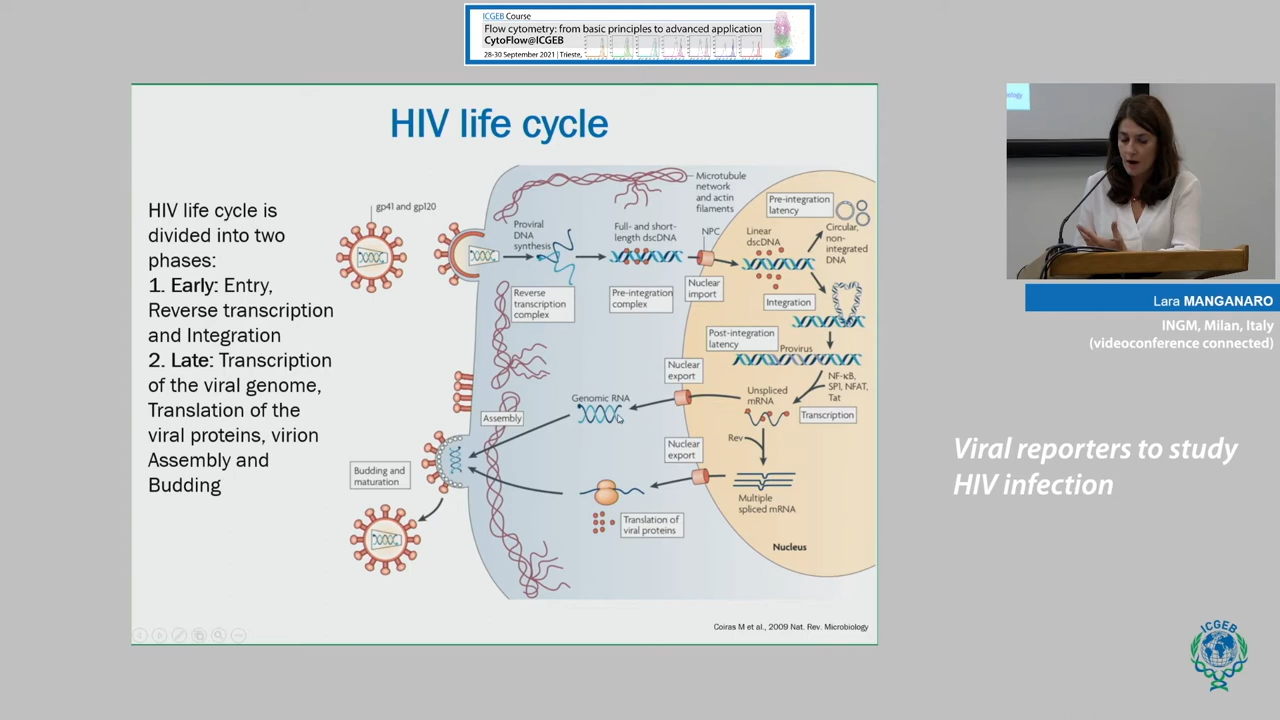 ICGEB Course
Flow cytometry: from basic principles to advanced application
CytoFlow@ICGEB
28-30 September 2021 | Trieste,
HIV life cycle
HIV life cycle is
divided into two
phases:
1. Early: Entry,
Reverse transcription
and Integration
2. Late: Transcription
of the viral genome,
Translation of the
viral proteins, virion
Assembly and
Budding
gp41 and gp120
Proviral
DNA
synthesis
Full- and short-
length dscDNA
Microtubule
network
and actin
filaments
NPC
Linear
dscDNA
Pre-integration
latency
Circular,
non-
integrated
DNA
Reverse
transcription
complex
Pre-integration
complex
Nuclear
import
Integration
Post-integration
latency
Provirus
Nuclear
export
NF-κB,
SP1, NFAT,
Tat
Unspliced
mRNA
Transcription
Genomic RNA
Assembly
Rev
Nuclear
export
Multiple
spliced mRNA
Budding and
maturation
Translation of
viral proteins
Nucleus
Coiras M et al., 2009 Nat. Rev. Microbiology
ology
Lara MANGANARO
INGM, Milan, Italy
(videoconference connected)
Viral reporters to study
HIV infection
ICGEB